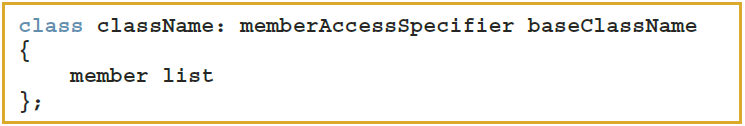 class className: memberAccessSpecifier baseClassName
{
    member list
};